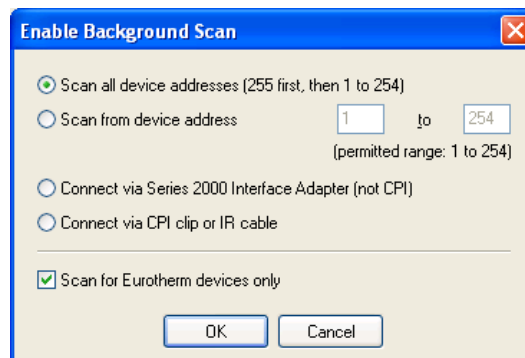 Enable Background Scan
Scan all device addresses (255 first, then 1 to 254)
Scan from device address 1 to 254
(permitted range: 1 to 254)
Connect via Series 2000 Interface Adapter (not CPI)
Connect via CPI clip or IR cable
Scan for Eurotherm devices only
OK Cancel